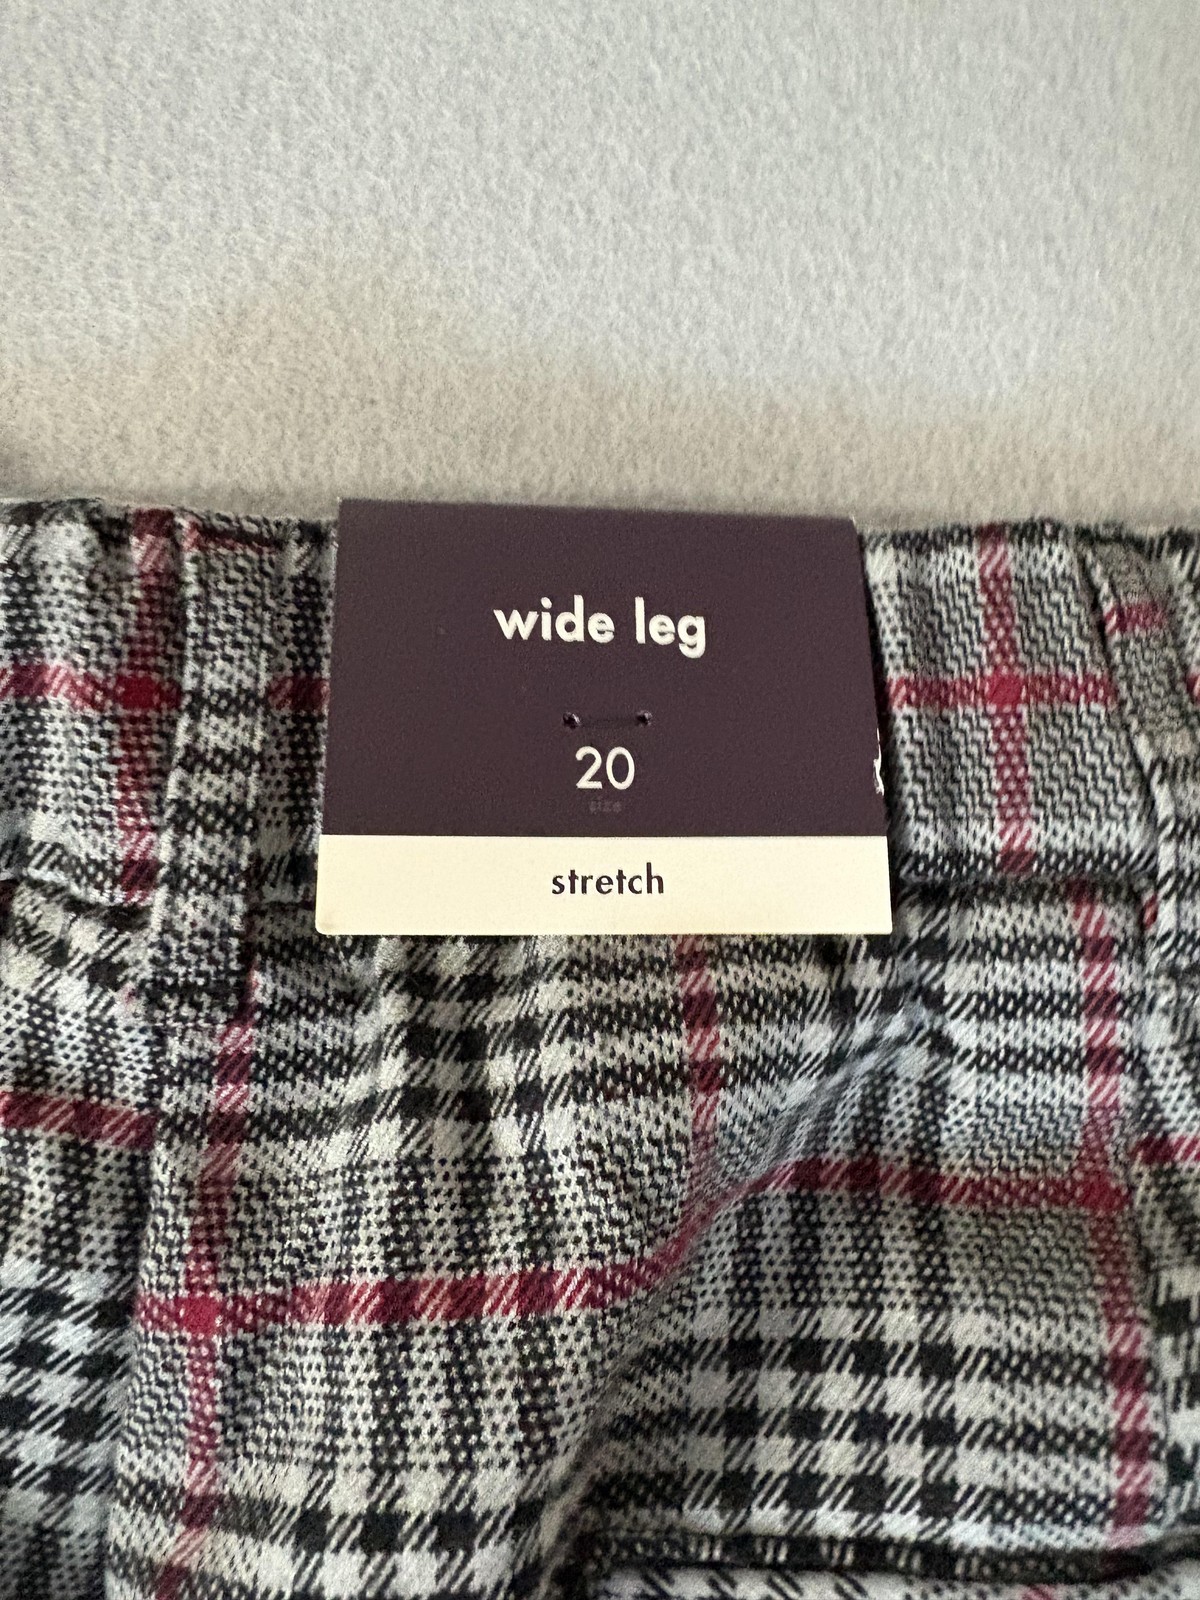 wide leg
20
size
stretch